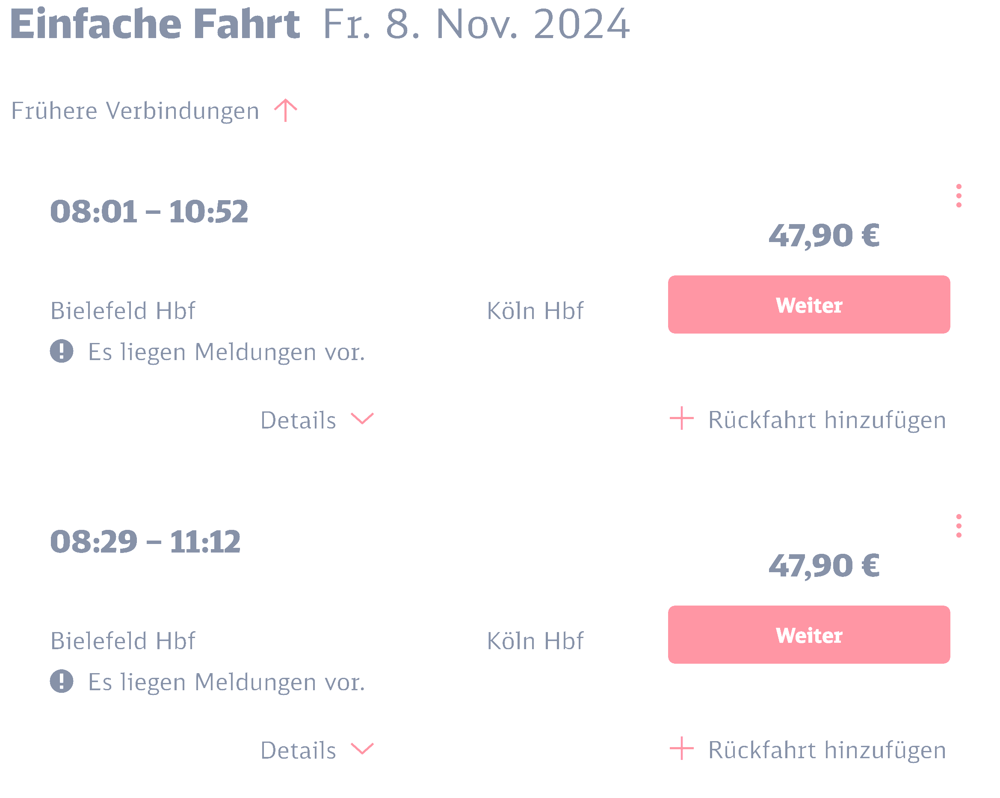 Einfache Fahrt Fr. 8. Nov. 2024
Frühere Verbindungen
08:01 – 10:52
47,90 €
Bielefeld Hbf Köln Hbf Weiter
Es liegen Meldungen vor.
Details Rückfahrt hinzufügen
08:29 – 11:12
47,90 €
Bielefeld Hbf Köln Hbf Weiter
Es liegen Meldungen vor.
Details Rückfahrt hinzufügen